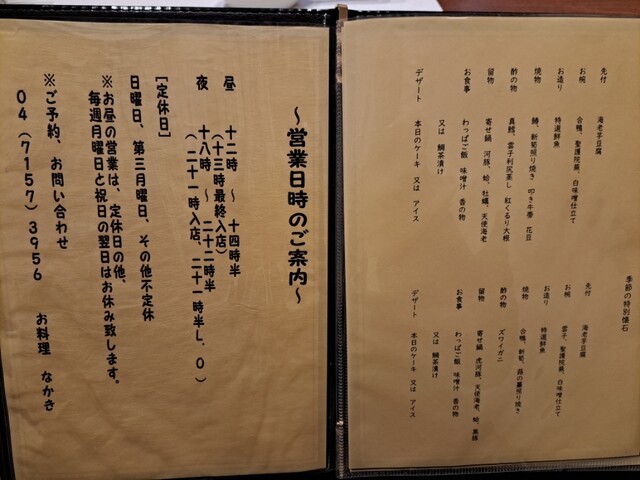 季節の特別懐石
先付 海老芋豆腐
お椀 合鴨、聖護院蕪、白味噌仕立て
お造り 特選鮮魚
焼物 鰆、新筍照り焼き 叩き牛蒡 花豆
酢の物 真鱈、雲子利尻蒸し 紅くるり大根
留物 寄せ鍋 河豚、蛤、牡蠣、天使海老
お食事 わっぱご飯 味噌汁 香の物
又は 鯛茶漬け
デザート 本日のケーキ 又は アイス
先付 海老芋豆腐
お椀 雲子、聖護院蕪、白味噌仕立て
お造り 特選鮮魚
焼物 合鴨、新筍、蕗の薹照り焼き
酢の物 ズワイガニ
留物 寄せ鍋 虎河豚、天使海老、蛤、黒豚
お食事 わっぱご飯 味噌汁 香の物
又は 鯛茶漬け
デザート 本日のケーキ 又は アイス
～営業日時のご案内～
昼 十二時 ～ 十四時半
(十三時最終入店)
夜 十八時 ～ 二十二時半
(二十一時入店、二十一時半L.O)
[定休日]
日曜日、第三月曜日、その他不定休
※お昼の営業は、定休日の他、
毎週月曜日と祝日の翌日はお休み致します。
※ご予約、お問い合わせ
04(7157)3956 お料理 なかき